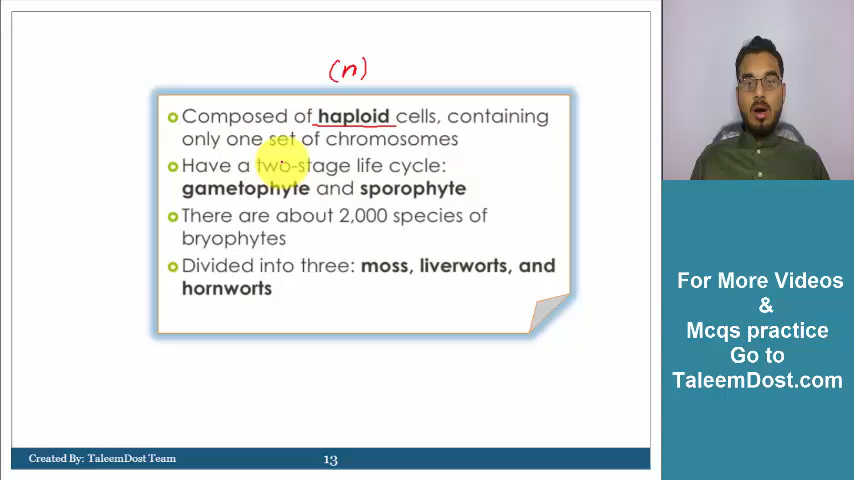 (n)
Composed of haploid cells, containing
only one set of chromosomes
Have a two-stage life cycle:
gametophyte and sporophyte
There are about 2,000 species of
bryophytes
Divided into three: moss, liverworts, and
hornworts
For More Videos
&
Mcqs practice
Go to
TaleemDost.com
Created By: TaleemDost Team
13